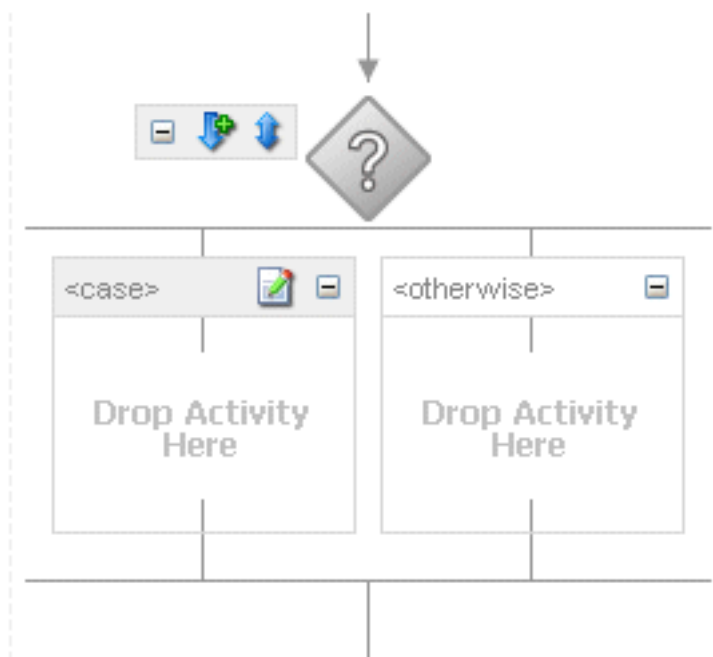 ?
<case>
<otherwise>
Drop Activity
Here
Drop Activity
Here